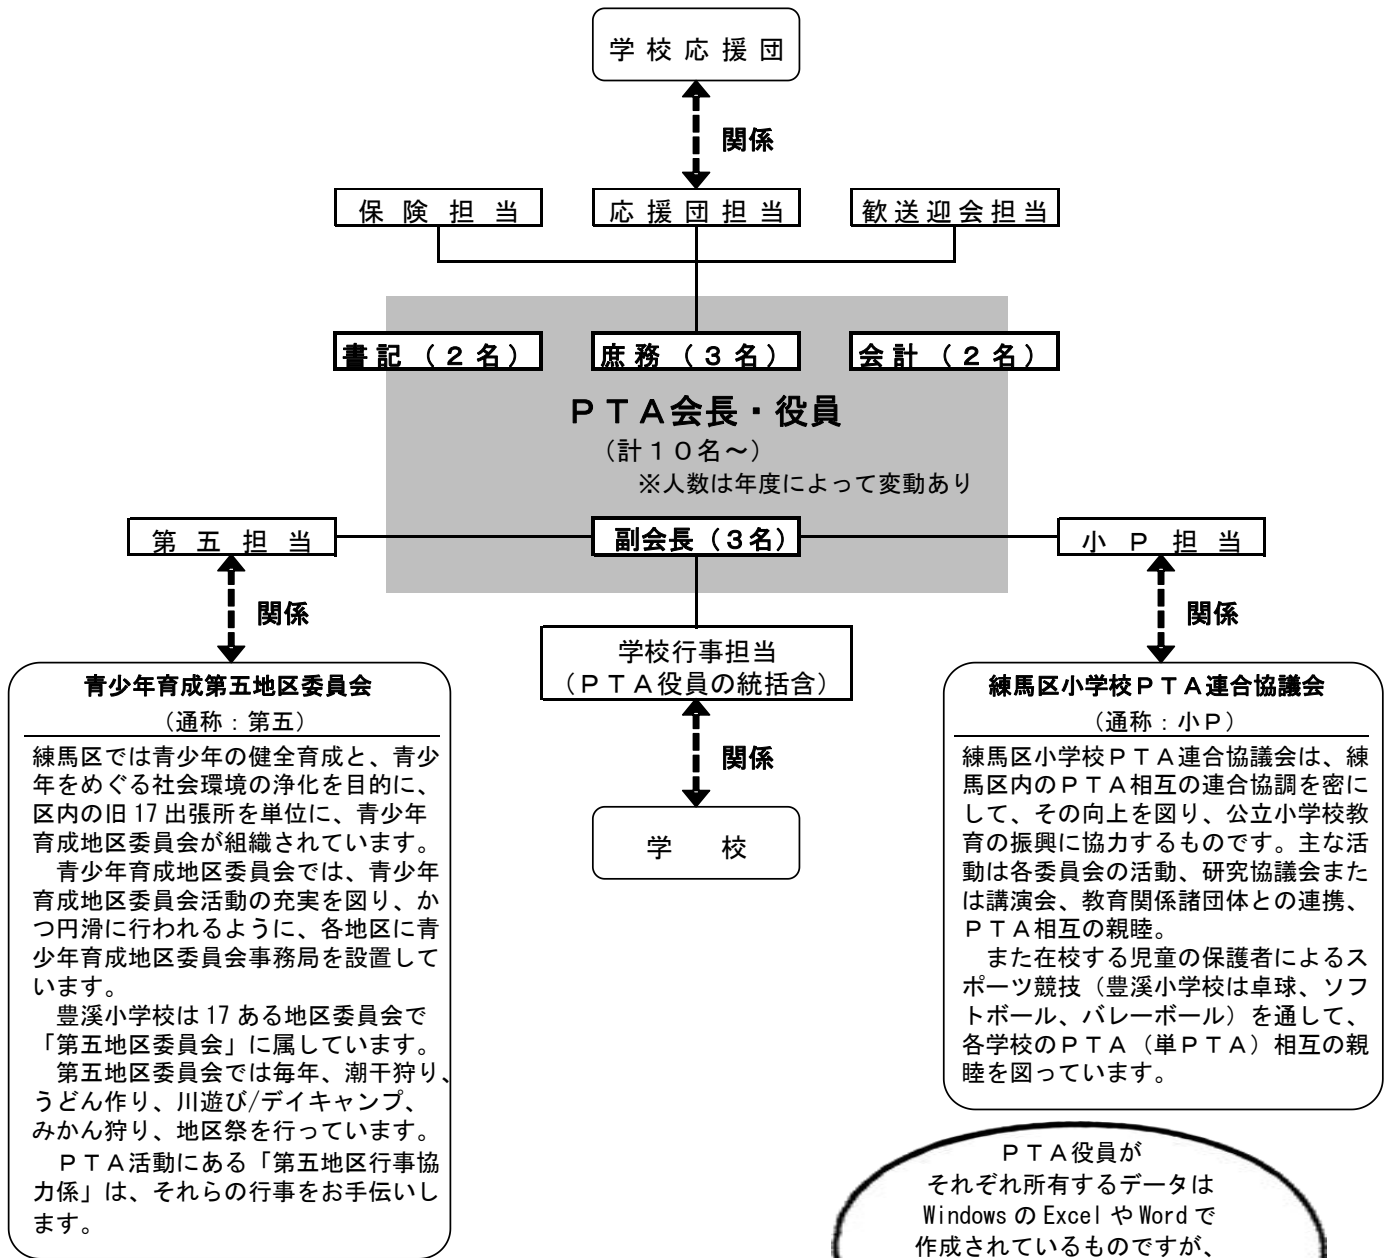 学校応援団
関係
保険担当
応援団担当
歓送迎会担当
書記（２名）
庶務（３名）
会計（２名）
ＰＴＡ会長・役員
（計１０名～）
※人数は年度によって変動あり
第五担当
副会長（３名）
小Ｐ担当
関係
関係
学校行事担当
（ＰＴＡ役員の統括含）
関係
学校
青少年育成第五地区委員会
（通称：第五）
練馬区では青少年の健全育成と、青少
年をめぐる社会環境の浄化を目的に、
区内の旧17出張所を単位に、青少年
育成地区委員会が組織されています。
青少年育成地区委員会では、青少年
育成地区委員会活動の充実を図り、か
つ円滑に行われるように、各地区に青
少年育成地区委員会事務局を設置して
います。
豊溪小学校は17ある地区委員会で
「第五地区委員会」に属しています。
第五地区委員会では毎年、潮干狩り、
うどん作り、川遊び/デイキャンプ、
みかん狩り、地区祭を行っています。
ＰＴＡ活動にある「第五地区行事協
力係」は、それらの行事をお手伝いし
ます。
練馬区小学校ＰＴＡ連合協議会
（通称：小Ｐ）
練馬区小学校ＰＴＡ連合協議会は、練
馬区内のＰＴＡ相互の連合協調を密に
して、その向上を図り、公立小学校教
育の振興に協力するものです。主な活
動は各委員会の活動、研究協議会また
は講演会、教育関係諸団体との連携、
ＰＴＡ相互の親睦。
また在校する児童の保護者によるス
ポーツ競技（豊溪小学校は卓球、ソフ
トボール、バレーボール）を通して、
各学校のＰＴＡ（単ＰＴＡ）相互の親
睦を図っています。
ＰＴＡ役員が
それぞれ所有するデータは
WindowsのExcelやWordで
作成されているものですが、